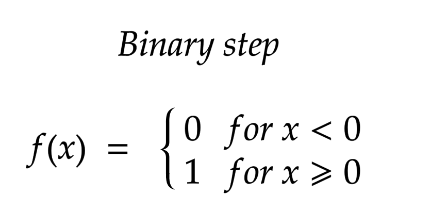 Binary step
f(x) = { 0 for x < 0
1 for x ⩾ 0